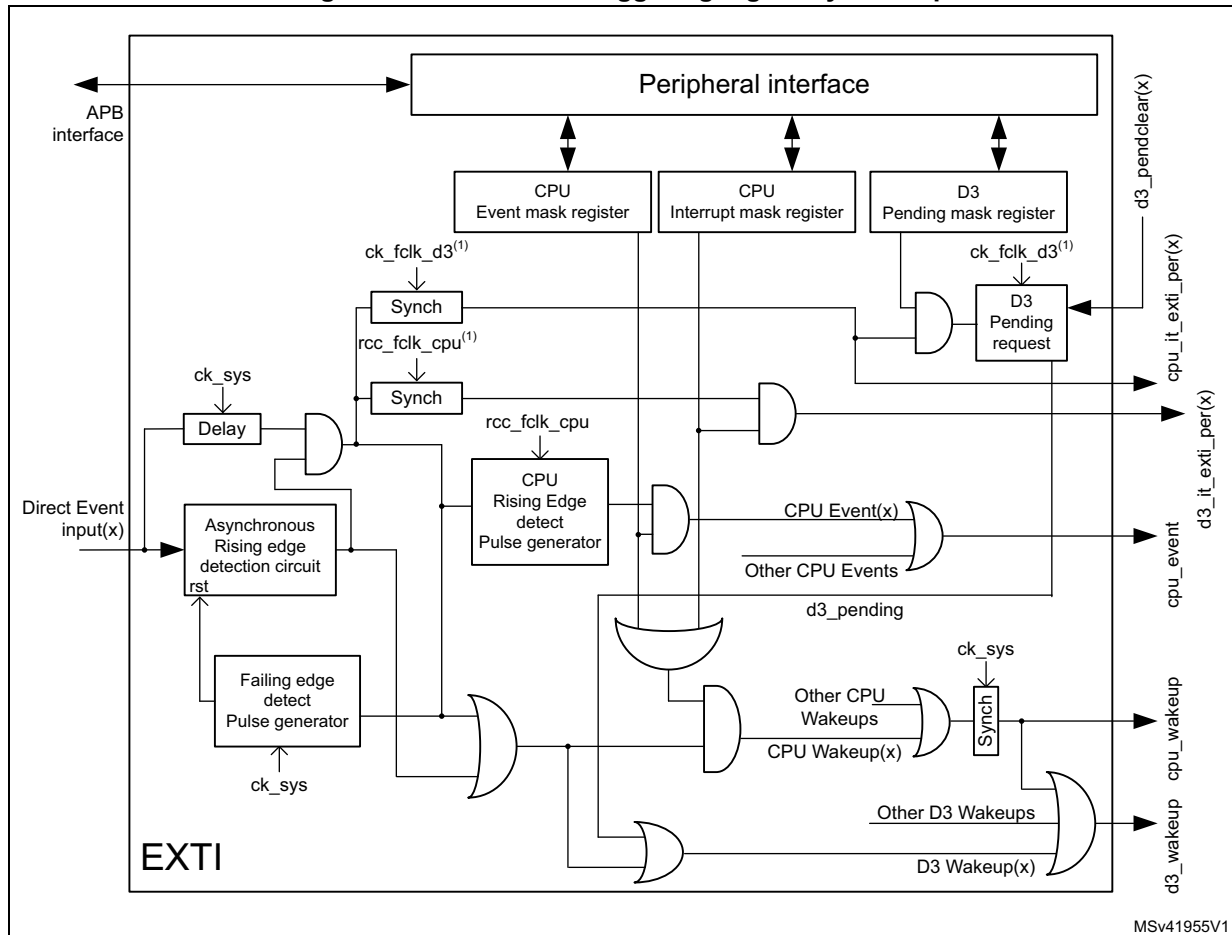 Peripheral interface
APB
interface
d3_pendclear(x)
CPU
Event mask register
CPU
Interrupt mask register
D3
Pending mask register
ck_fclk_d3(1)
Synch
ck_fclk_d3(1)
D3
Pending
request
cpu_it_exti_per(x)
rcc_fclk_cpu(1)
Synch
ck_sys
Delay
d3_it_exti_per(x)
rcc_fclk_cpu
CPU
Rising Edge
detect
Pulse generator
Direct Event
input(x)
Asynchronous
Rising edge
detection circuit
rst
CPU Event(x)
Other CPU Events
cpu_event
d3_pending
Failing edge
detect
Pulse generator
ck_sys
ck_sys
Synch
Other CPU
Wakeups
CPU Wakeup(x)
cpu_wakeup
Other D3 Wakeups
D3 Wakeup(x)
d3_wakeup
EXTI
MSv41955V1